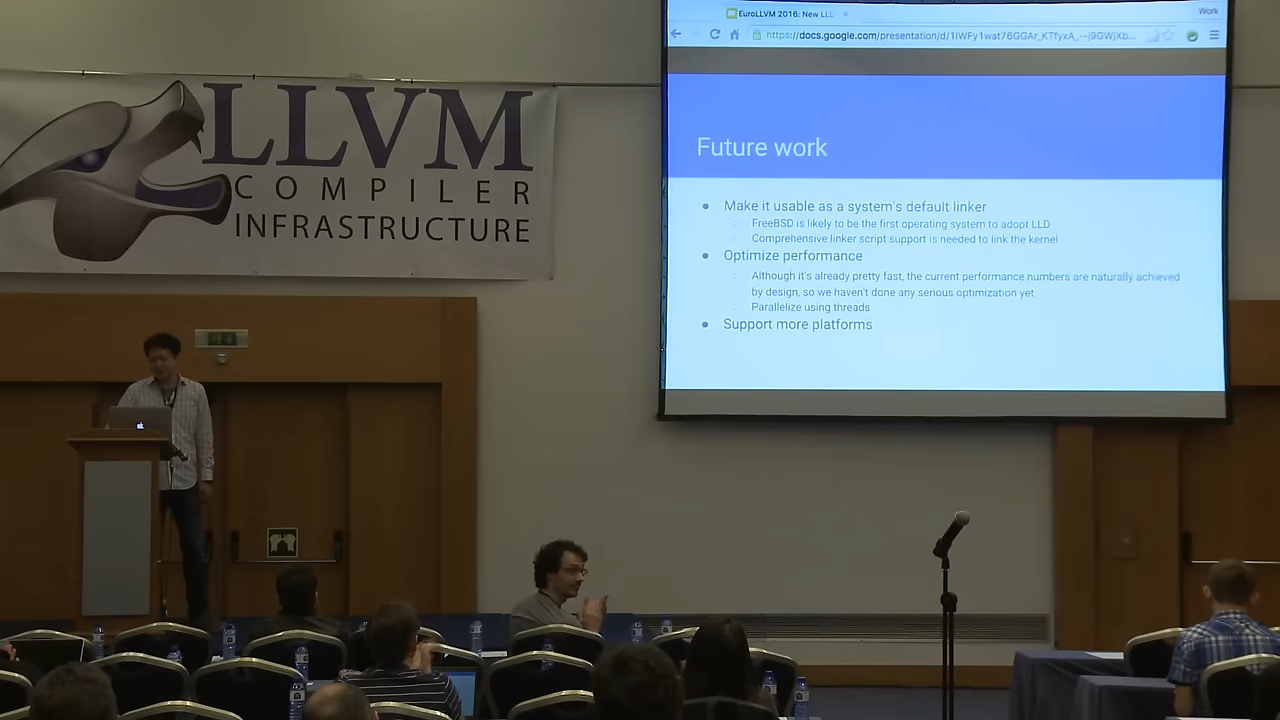 LLVM
COMPILER
INFRASTRUCTURE
EuroLLVM 2016: New LLD
Work
https://docs.google.com/presentation/d/1IWFy1wat76GGAr_KTfyxA_--j9GWjXb...
Future work
Make it usable as a system's default linker
FreeBSD is likely to be the first operating system to adopt LLD
Comprehensive linker script support is needed to link the kernel
Optimize performance
Although it's already pretty fast, the current performance numbers are naturally achieved
by design, so we haven't done any serious optimization yet
Parallelize using threads
Support more platforms